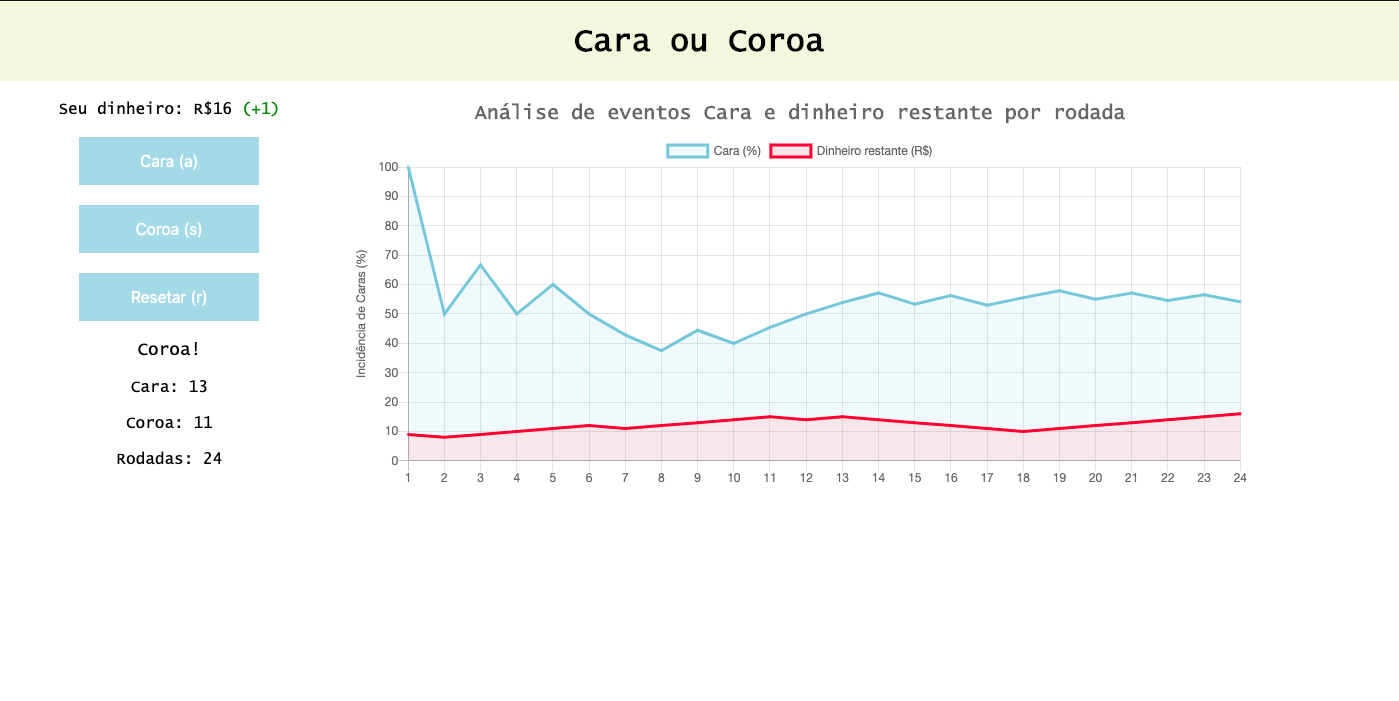 Cara ou Coroa
Seu dinheiro: R$16 (+1)
Cara (a)
Coroa (s)
Resetar (r)
Coroa!
Cara: 13
Coroa: 11
Rodadas: 24
Análise de eventos Cara e dinheiro restante por rodada
Cara (%) Dinheiro restante (R$)
Incidência de Caras (%)
100
90
80
70
60
50
40
30
20
10
0
1 2 3 4 5 6 7 8 9 10 11 12 13 14 15 16 17 18 19 20 21 22 23 24